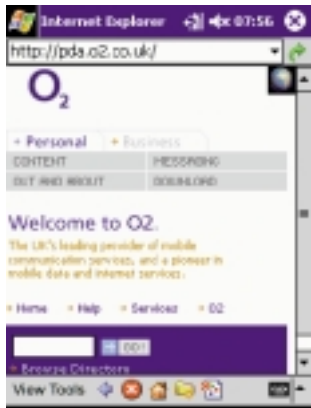 Internet Explorer 07:56
http://pda.o2.co.uk/
O2
+ Personal + Business
CONTENT MESSAGING
OUT AND ABOUT DOWNLOAD
Welcome to O2.
The UK's leading provider of mobile
communication services, and a pioneer in
mobile data and internet services.
Home Help Services O2
GO!
Browse Directory
View Tools